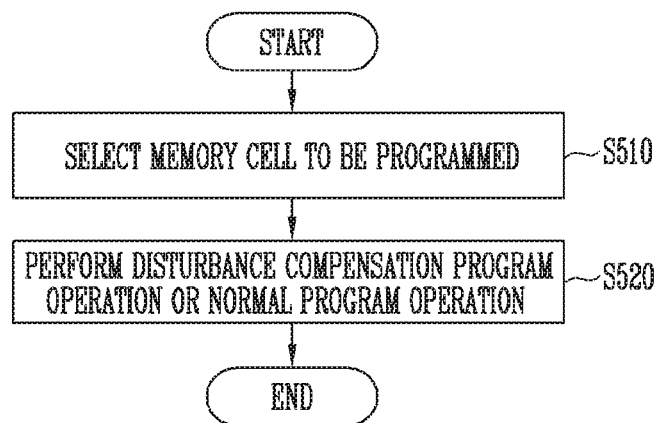 START
SELECT MEMORY CELL TO BE PROGRAMMED
S510
PERFORM DISTURBANCE COMPENSATION PROGRAM
OPERATION OR NORMAL PROGRAM OPERATION
S520
END